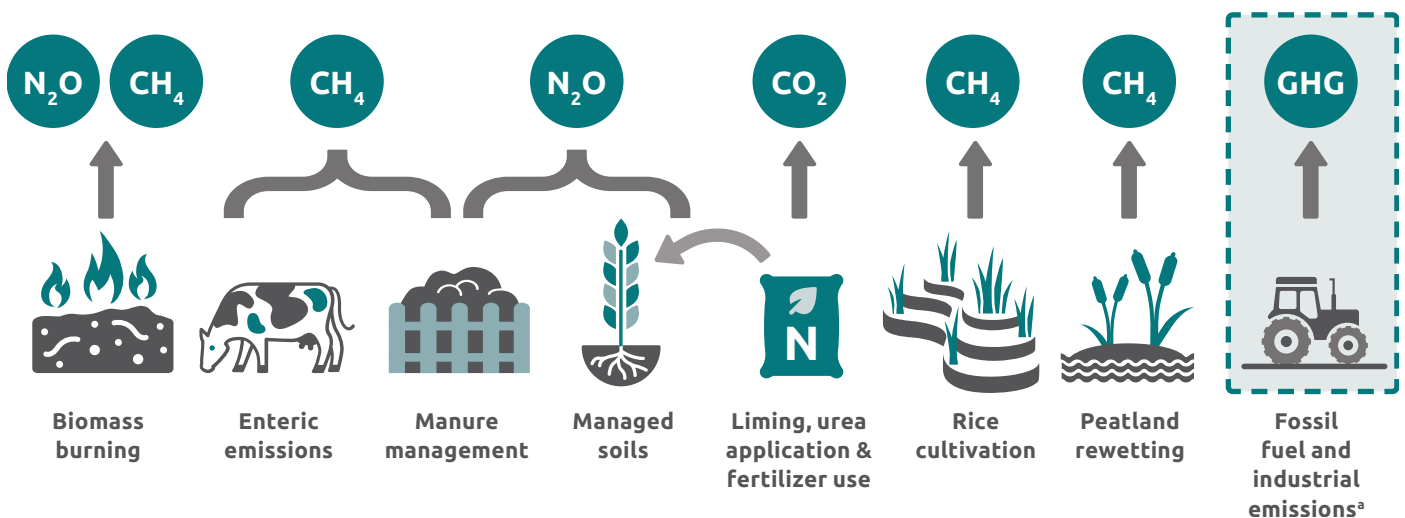 N₂O
CH₄
CH₄
N₂O
CO₂
CH₄
CH₄
GHG
N
Biomass
burning
Enteric
emissions
Manure
management
Managed
soils
Liming, urea
application &
fertilizer use
Rice
cultivation
Peatland
rewetting
Fossil
fuel and
industrial
emissionsᵃ